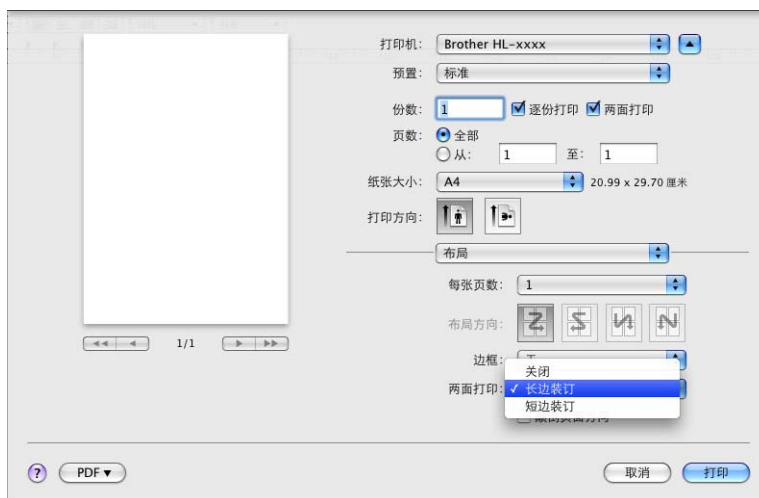 打印机: Brother HL-xxxx
预置: 标准
份数: 1 逐份打印 两面打印
页数: 全部
从: 1 至: 1
纸张大小: A4 20.99 x 29.70 厘米
打印方向:
布局
每张页数: 1
布局方向:
1/1
边框:
关闭
两面打印: ✓ 长边装订
短边装订
? PDF▼ 取消 打印